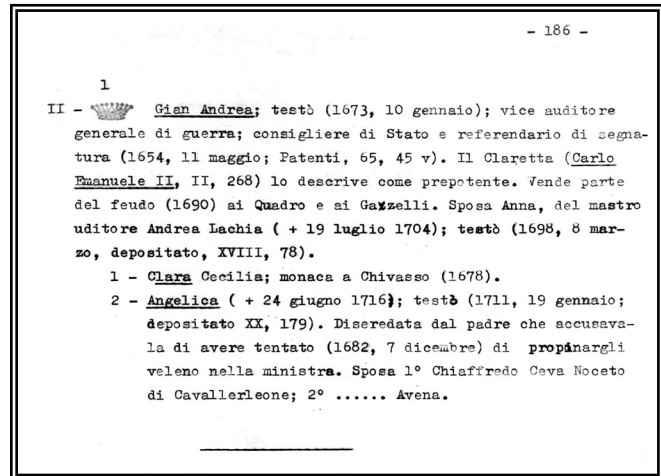 - 186 -
1
II - Gian Andrea; testò (1673, 10 gennaio); vice auditore
generale di guerra; consigliere di Stato e referendario di segna-
tura (1654, 11 maggio; Patenti, 65, 45 v). Il Claretta (Carlo
Emanuele II, II, 268) lo descrive come prepotente. Vende parte
del feudo (1690) ai Quadro e ai Gazzelli. Sposa Anna, del mastro
uditore Andrea Lachia ( + 19 luglio 1704); testò (1698, 8 mar-
zo, depositato, XVIII, 78).
1 - Clara Cecilia; monaca a Chivasso (1678).
2 - Angelica ( + 24 giugno 1716); testò (1711, 19 gennaio;
depositato XX, 179). Diseredata dal padre che accusava-
la di avere tentato (1682, 7 dicembre) di propinargli
veleno nella ministra. Sposa 1º Chiaffredo Ceva Noceto
di Cavallerleone; 2º ...... Avena.